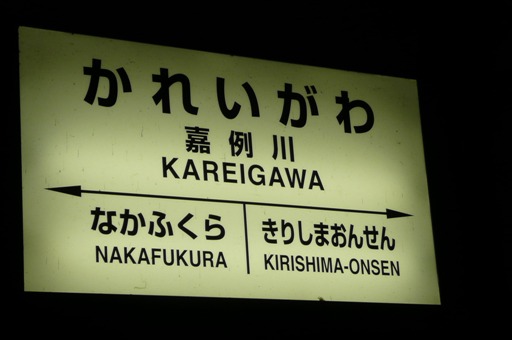 かれいがわ
嘉例川
KAREIGAWA
なかふくら
NAKAFUKURA
きりしまおんせん
KIRISHIMA-ONSEN